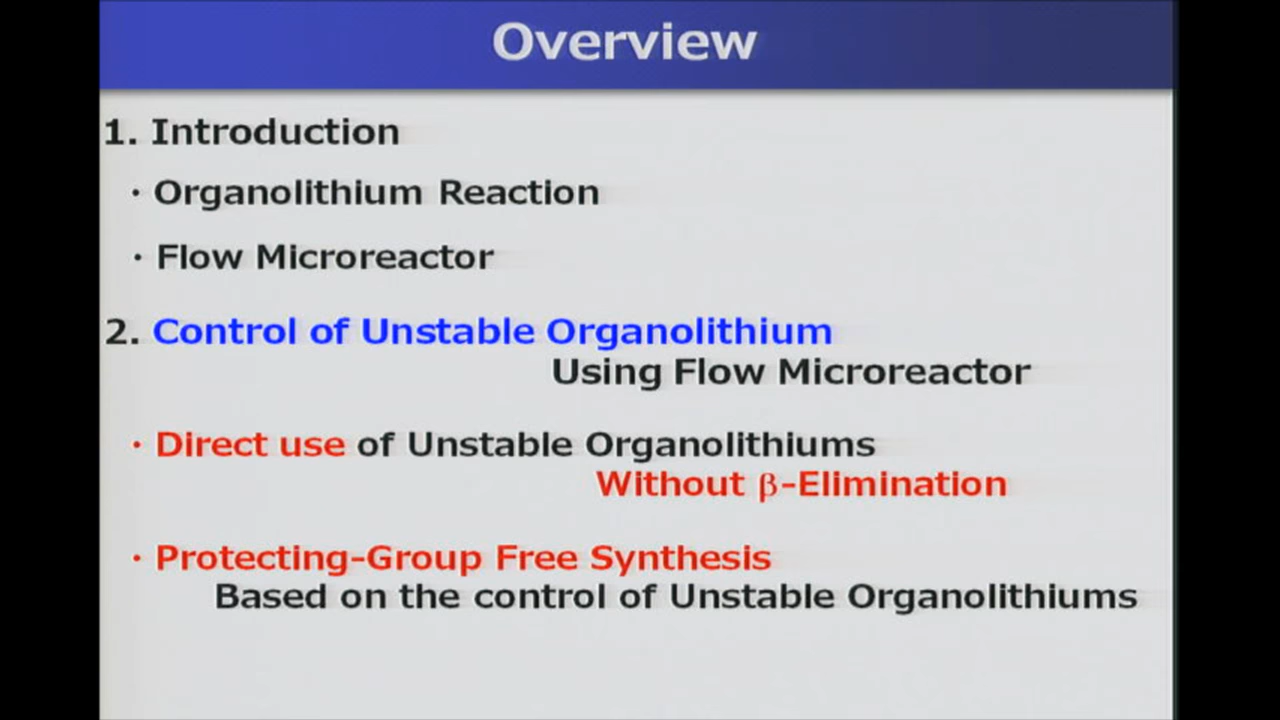 Overview
1. Introduction
· Organolithium Reaction
· Flow Microreactor
2. Control of Unstable Organolithium
Using Flow Microreactor
· Direct use of Unstable Organolithiums
Without β-Elimination
· Protecting-Group Free Synthesis
Based on the control of Unstable Organolithiums